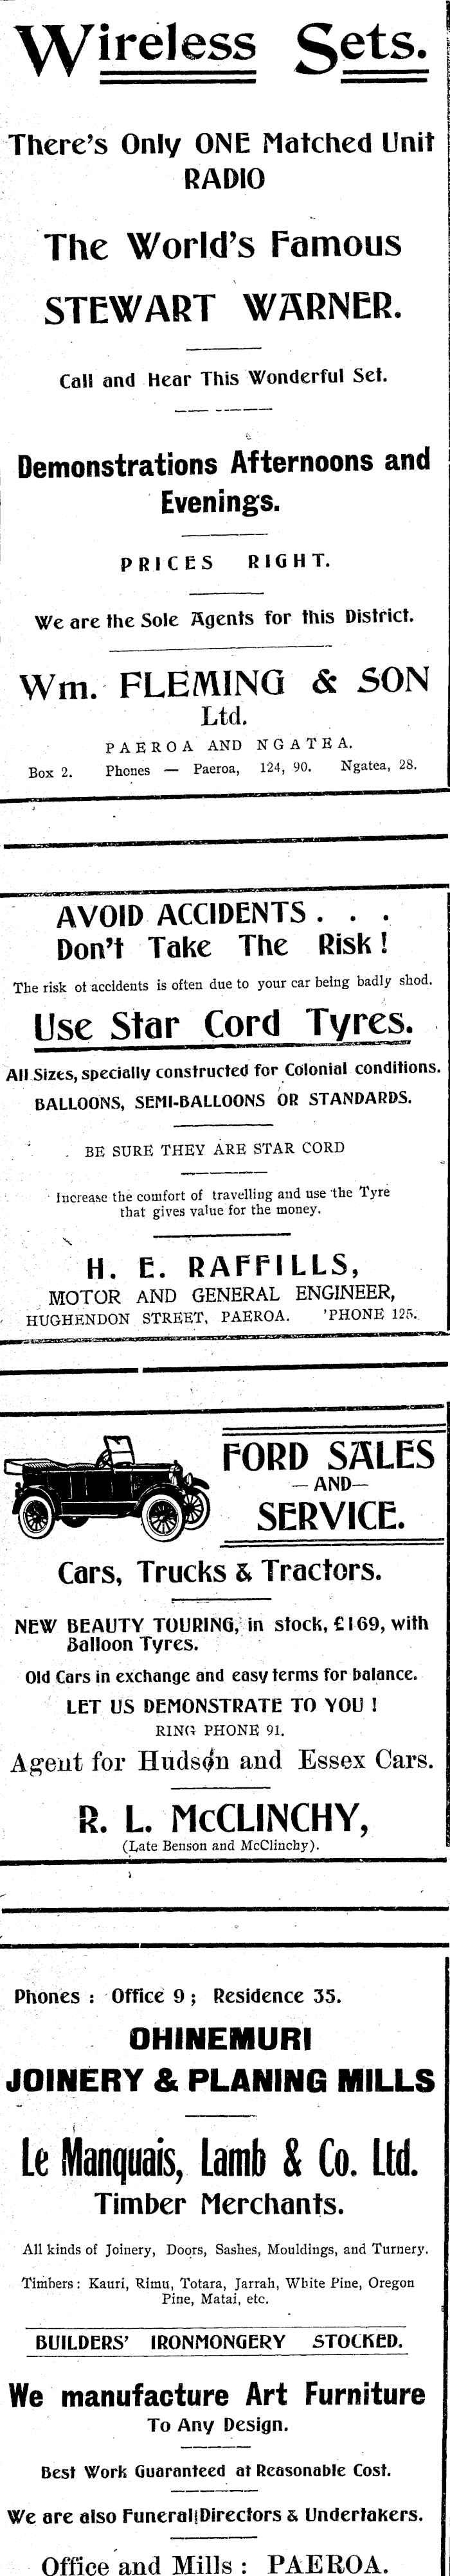 Wireless Sets.
There's Only ONE Matched Unit
RADIO
The World's Famous
STEWART WARNER.
Call and Hear This Wonderful Set.
Demonstrations Afternoons and
Evenings.
PRICES RIGHT.
We are the Sole Agents for this District.
Wm. FLEMING & SON
Ltd.
PAEROA AND NGATEA.
Box 2. Phones — Paeroa, 124, 90. Ngatea, 28.
AVOID ACCIDENTS . . .
Don't Take The Risk!
The risk ot accidents is often due to your car being badly shod.
Use Star Cord Tyres.
All Sizes, specially constructed for Colonial conditions.
BALLOONS, SEMI-BALLOONS OR STANDARDS.
BE SURE THEY ARE STAR CORD
Increase the comfort of travelling and use the Tyre
that gives value for the money.
H. E. RAFFILLS,
MOTOR AND GENERAL ENGINEER,
HUGHENDON STREET, PAEROA. 'PHONE 125.
FORD SALES
—AND—
SERVICE.
Cars, Trucks & Tractors.
NEW BEAUTY TOURING, in stock, £169, with
Balloon Tyres.
Old Cars in exchange and easy terms for balance.
LET US DEMONSTRATE TO YOU !
RING PHONE 91.
Agent for Hudson and Essex Cars.
R. L. McCLINCHY,
(Late Benson and McClinchy).
Phones : Office 9 ; Residence 35.
OHINEMURI
JOINERY & PLANING MILLS
Le Manquais, Lamb & Co. Ltd.
Timber Merchants.
All kinds of Joinery, Doors, Sashes, Mouldings, and Turnery.
Timbers : Kauri, Rimu, Totara, Jarrah, White Pine, Oregon
Pine, Matai, etc.
BUILDERS' IRONMONGERY STOCKED.
We manufacture Art Furniture
To Any Design.
Best Work Guaranteed at Reasonable Cost.
We are also Funeral Directors & Undertakers.
Office and Mills : PAEROA.